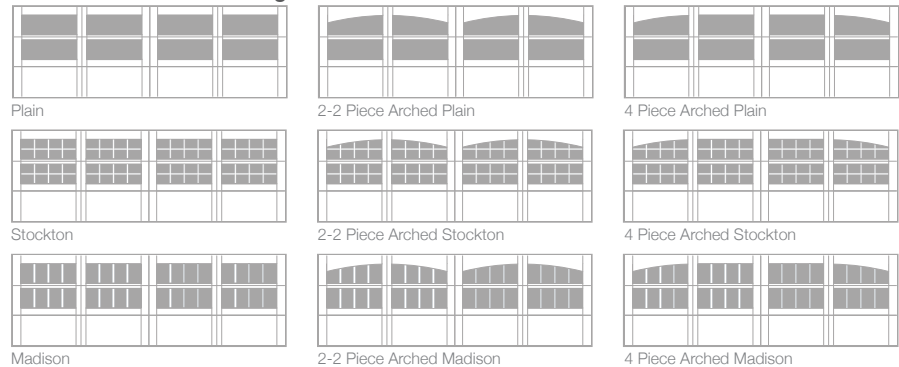 Plain
2-2 Piece Arched Plain
4 Piece Arched Plain
Stockton
2-2 Piece Arched Stockton
4 Piece Arched Stockton
Madison
2-2 Piece Arched Madison
4 Piece Arched Madison